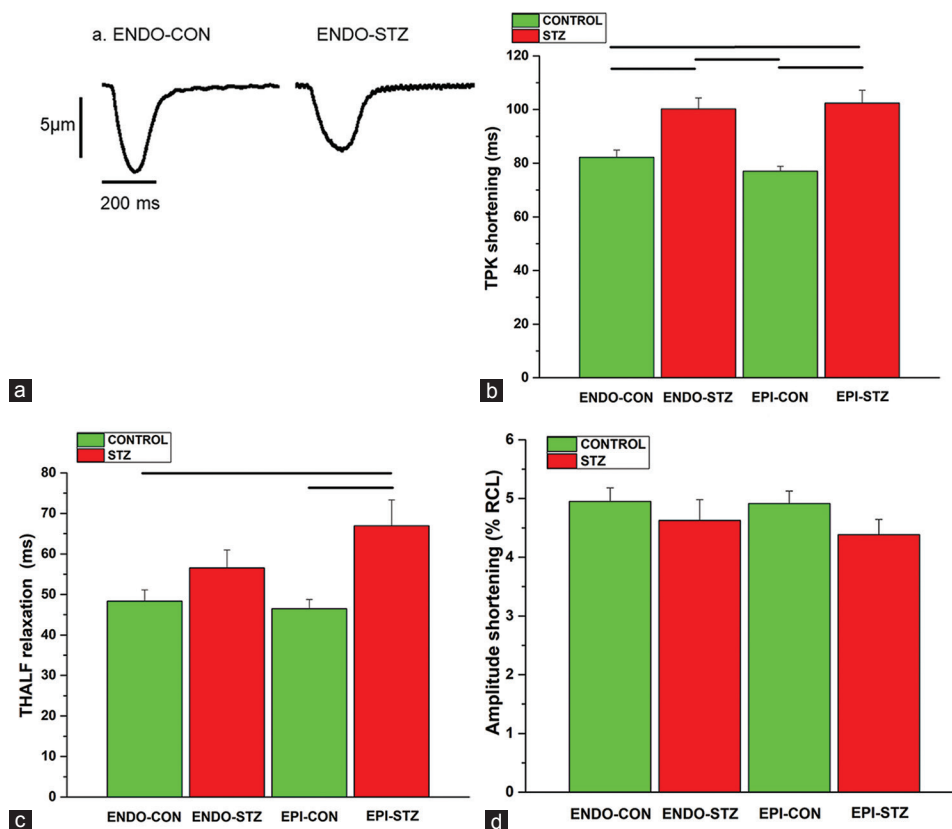 a. ENDO-CON ENDO-STZ
5µm
200 ms
a
CONTROL
STZ
120
100
80
60
40
20
0
TPK shortening (ms)
ENDO-CON ENDO-STZ EPI-CON EPI-STZ
b
CONTROL
STZ
80
70
60
50
40
30
20
10
0
THALF relaxation (ms)
ENDO-CON ENDO-STZ EPI-CON EPI-STZ
c
CONTROL
STZ
6
5
4
3
2
1
0
Amplitude shortening (% RCL)
ENDO-CON ENDO-STZ EPI-CON EPI-STZ
d